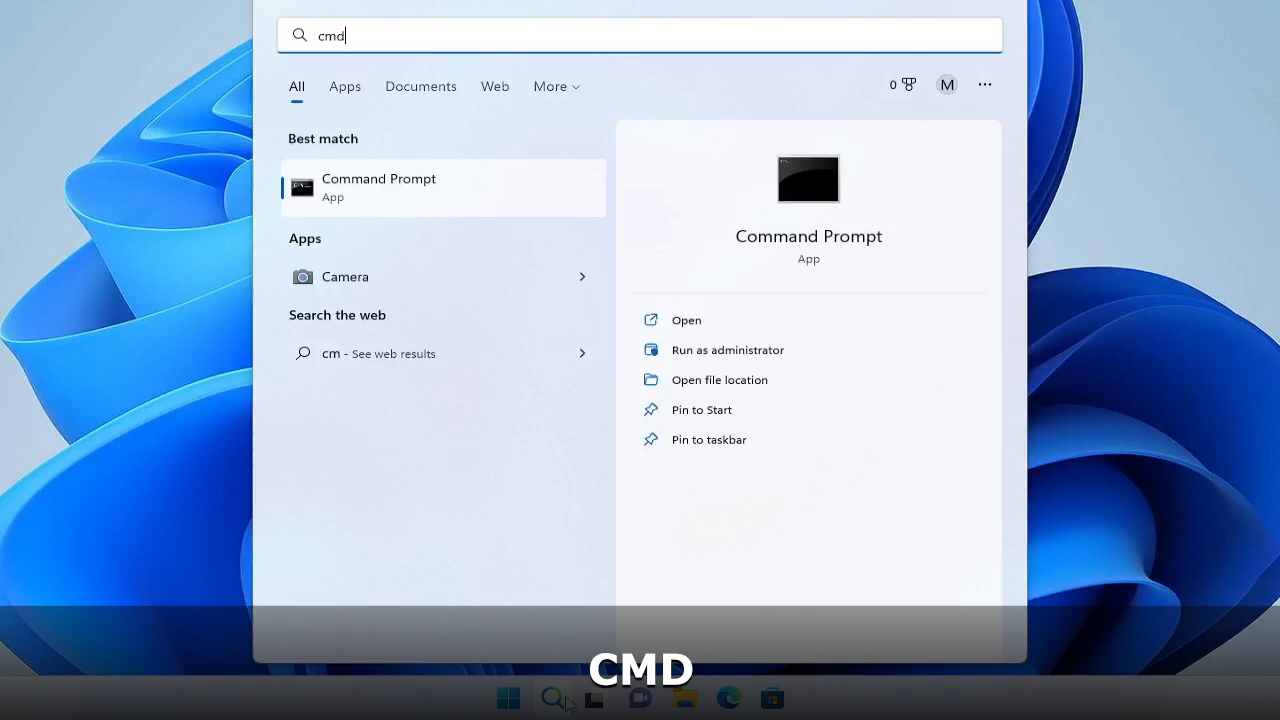 cmd
All Apps Documents Web More
0 M
Best match
Command Prompt
App
Apps
Camera
Search the web
cm - See web results
Command Prompt
App
Open
Run as administrator
Open file location
Pin to Start
Pin to taskbar
CMD